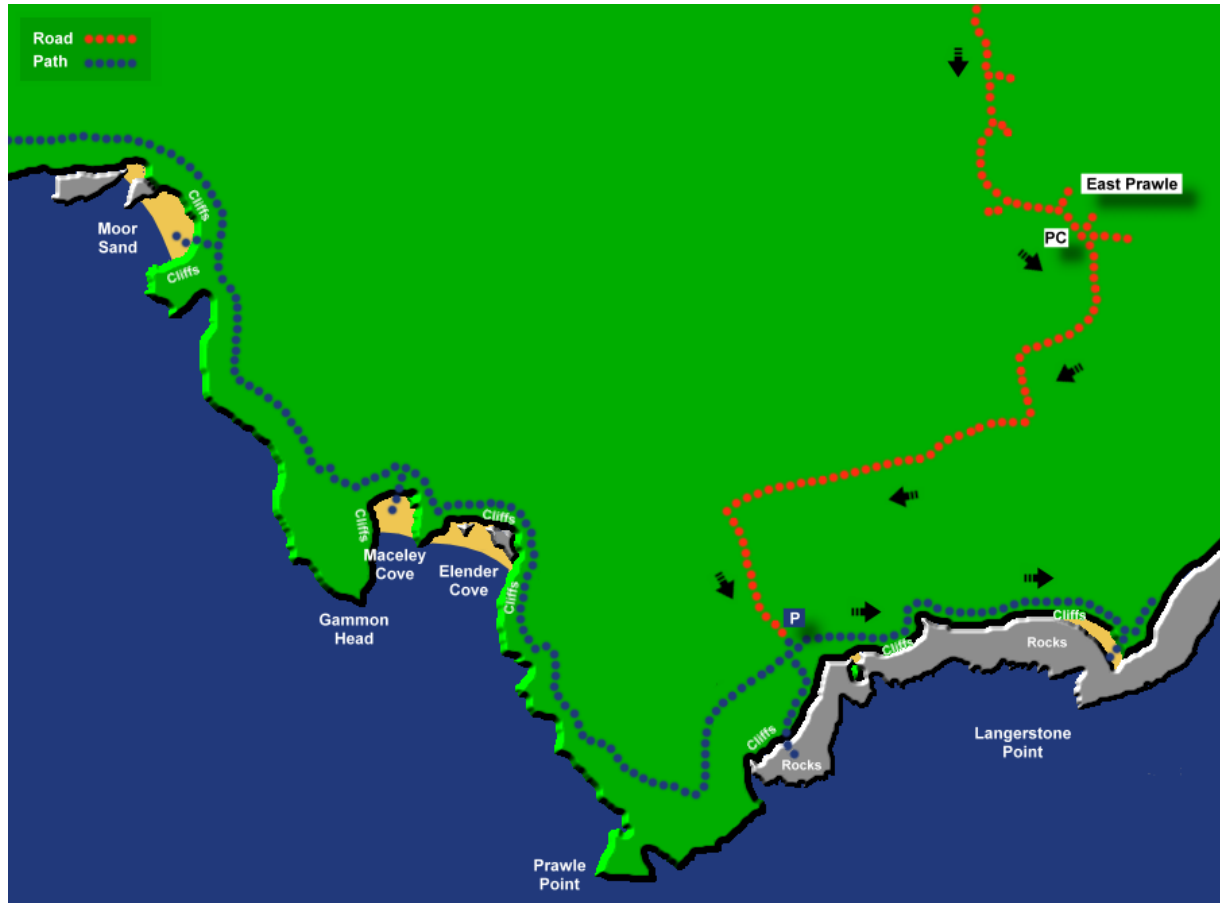 Road
Path
East Prawle
PC
Cliffs
Moor
Sand
Cliffs
Cliffs
Cliffs
Maceley
Cove
Elender
Cove
Cliffs
Gammon
Head
P
Cliffs
Rocks
Cliffs
Cliffs
Rocks
Langerstone
Point
Prawle
Point